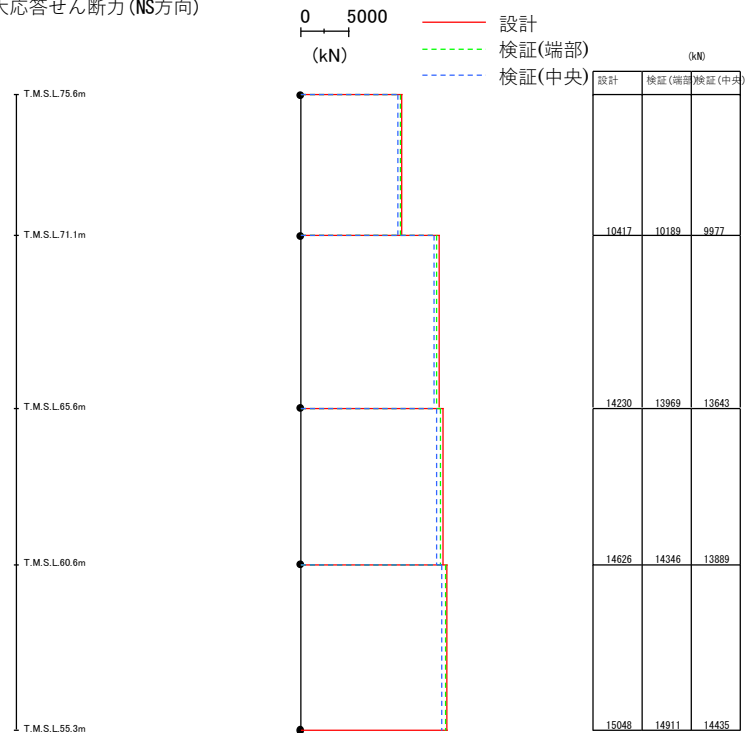 大応答せん断力(NS方向)
0 5000
(kN)
設計
検証(端部)
検証(中央)
(kN)
設計 検証(端部) 検証(中央)
T.M.S.L.75.6m
T.M.S.L.71.1m
10417 10189 9977
T.M.S.L.65.6m
14230 13969 13643
T.M.S.L.60.6m
14626 14346 13889
T.M.S.L.55.3m
15048 14911 14435